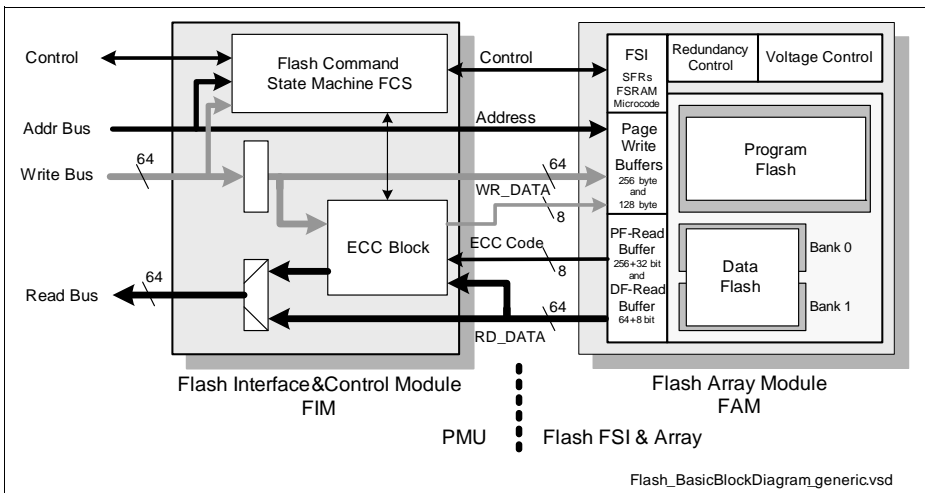 Control
Addr Bus
Write Bus
64
Read Bus
64
Flash Command
State Machine FCS
ECC Block
Flash Interface&Control Module
FIM
Control
Address
64
WR_DATA
8
ECC Code
8
64
RD_DATA
FSI
SFRs
FSRAM
Microcode
Redundancy
Control
Voltage Control
Page
Write
Buffers
256 byte
and
128 byte
PF-Read
Buffer
256+32 bit
and
DF-Read
Buffer
64+8 bit
Program
Flash
Data
Flash
Bank 0
Bank 1
Flash Array Module
FAM
PMU
Flash FSI & Array
Flash_BasicBlockDiagram_generic.vsd